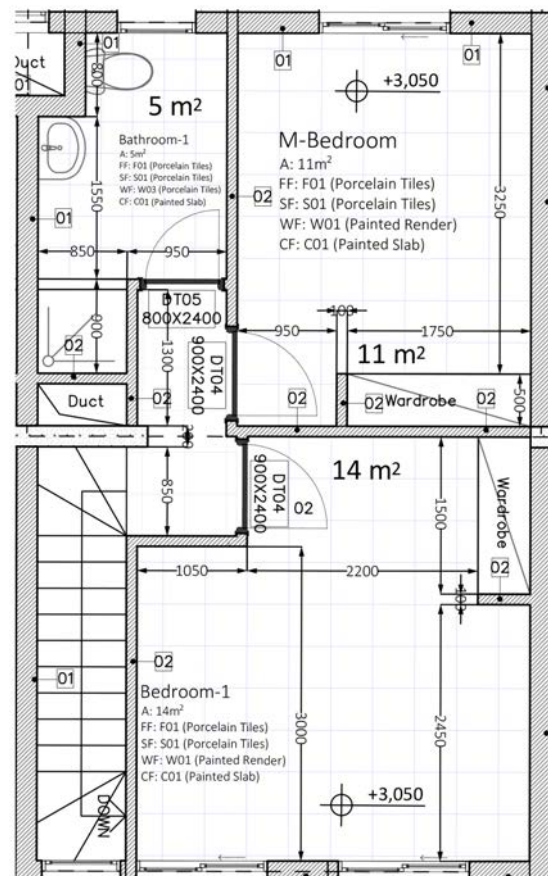 01
01
01
Duct
01
800
5 m²
+3,050
Bathroom-1
A: 5m²
FF: F01 (Porcelain Tiles)
SF: S01 (Porcelain Tiles)
WF: W03 (Porcelain Tiles)
CF: C01 (Painted Slab)
M-Bedroom
A: 11m²
FF: F01 (Porcelain Tiles)
SF: S01 (Porcelain Tiles)
WF: W01 (Painted Render)
CF: C01 (Painted Slab)
1550
02
3250
01
850
950
DT05
800X2400
900
1300
DT04
900X2400
100
950
1750
11 m²
02
Duct
02
02
02
Wardrobe
02
500
850
DT04
900X2400
02
14 m²
1500
Wardrobe
1050
2200
02
100
01
02
Bedroom-1
A: 14m²
FF: F01 (Porcelain Tiles)
SF: S01 (Porcelain Tiles)
WF: W01 (Painted Render)
CF: C01 (Painted Slab)
3000
2450
+3,050
DOWN